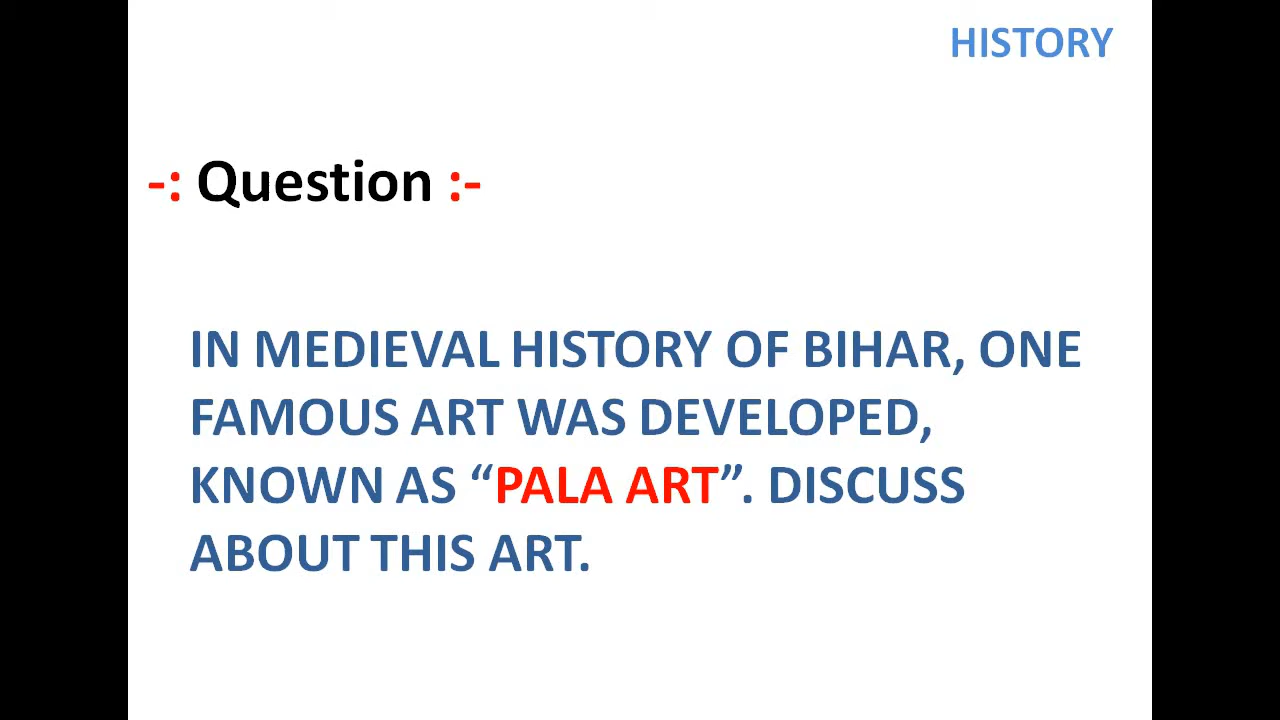 HISTORY
-: Question :-
IN MEDIEVAL HISTORY OF BIHAR, ONE
FAMOUS ART WAS DEVELOPED,
KNOWN AS “PALA ART”. DISCUSS
ABOUT THIS ART.